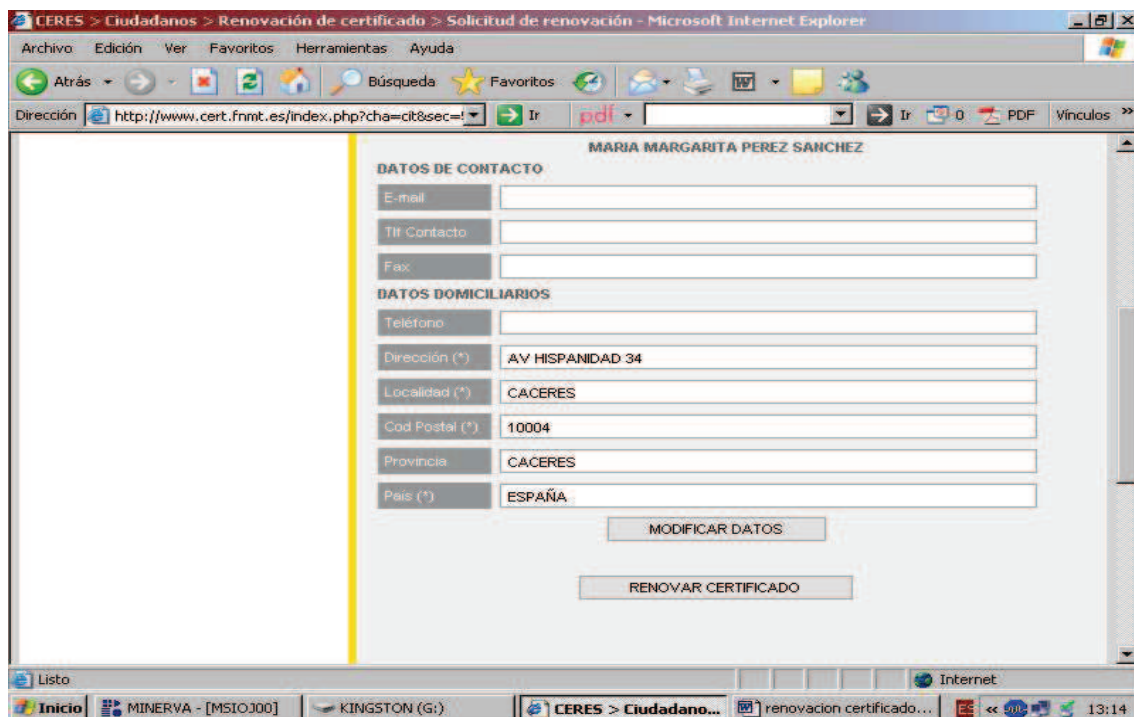 CERES > Ciudadanos > Renovación de certificado > Solicitud de renovación - Microsoft Internet Explorer
Archivo Edición Ver Favoritos Herramientas Ayuda
Atrás Búsqueda Favoritos
Dirección http://www.cert.fnmt.es/index.php?cha=cit&sec= Ir pdf Ir 0 PDF Vínculos »
MARIA MARGARITA PEREZ SANCHEZ
DATOS DE CONTACTO
E-mail
Tlf Contacto
Fax
DATOS DOMICILIARIOS
Teléfono
Dirección (*) AV HISPANIDAD 34
Localidad (*) CACERES
Cod Postal (*) 10004
Provincia CACERES
País (*) ESPAÑA
MODIFICAR DATOS
RENOVAR CERTIFICADO
Listo Internet
Inicio MINERVA - [MSIOJ00] KINGSTON (G:) CERES > Ciudadano... renovacion certificado... ES « 13:14